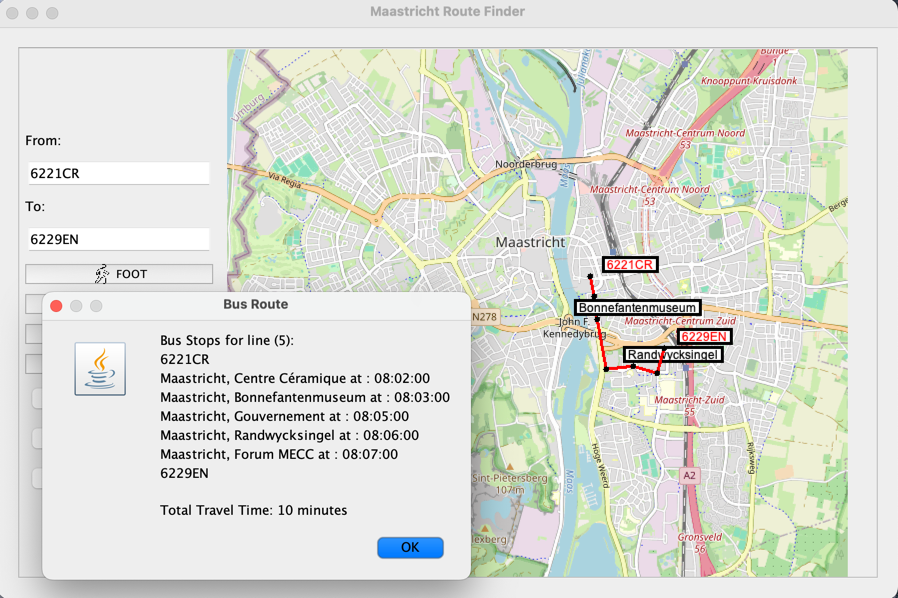 Maastricht Route Finder
From:
6221CR
To:
6229EN
FOOT
Bus Route
Bus Stops for line (5):
6221CR
Maastricht, Centre Céramique at : 08:02:00
Maastricht, Bonnefantenmuseum at : 08:03:00
Maastricht, Gouvernement at : 08:05:00
Maastricht, Randwycksingel at : 08:06:00
Maastricht, Forum MECC at : 08:07:00
6229EN
Total Travel Time: 10 minutes
OK
Bunde
1
Knooppunt-Kruisdonk
Limburg
Maastricht-Centrum Noord
53
Noorderbrug
Maas
Via Regia
Maastricht-Centrum Noord
53
Maastricht
6221CR
Bonnefantenmuseum
N278
John F.
Kennedybrug
Maastricht-Centrum Zuid
6229EN
Randwycksingel
Maastricht-Zuid
55
Hoge Weerd
Rijksweg
A2
Sint-Pietersberg
107 m
Maas
Gronsveld
56